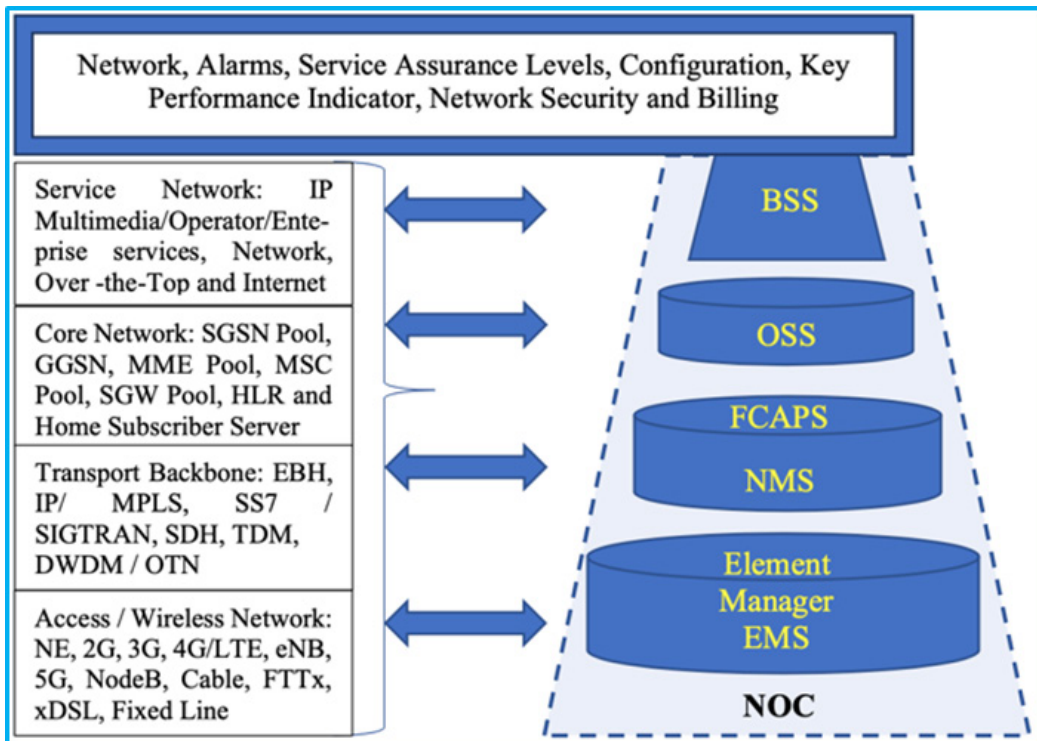 Network, Alarms, Service Assurance Levels, Configuration, Key
Performance Indicator, Network Security and Billing
Service Network: IP
Multimedia/Operator/Ente-
prise services, Network,
Over -the-Top and Internet
Core Network: SGSN Pool,
GGSN, MME Pool, MSC
Pool, SGW Pool, HLR and
Home Subscriber Server
Transport Backbone: EBH,
IP/ MPLS, SS7 /
SIGTRAN, SDH, TDM,
DWDM / OTN
Access / Wireless Network:
NE, 2G, 3G, 4G/LTE, eNB,
5G, NodeB, Cable, FTTx,
xDSL, Fixed Line
BSS
OSS
FCAPS
NMS
Element
Manager
EMS
NOC